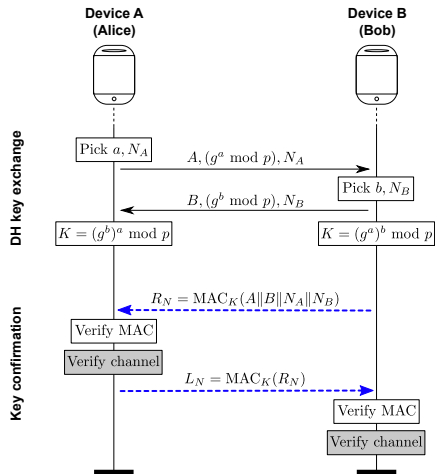 Device A
(Alice)
Device B
(Bob)
DH key exchange
Pick a, N_A
A, (g^a mod p), N_A
Pick b, N_B
B, (g^b mod p), N_B
K = (g^b)^a mod p
K = (g^a)^b mod p
Key confirmation
R_N = MAC_K(A‖B‖N_A‖N_B)
Verify MAC
Verify channel
L_N = MAC_K(R_N)
Verify MAC
Verify channel